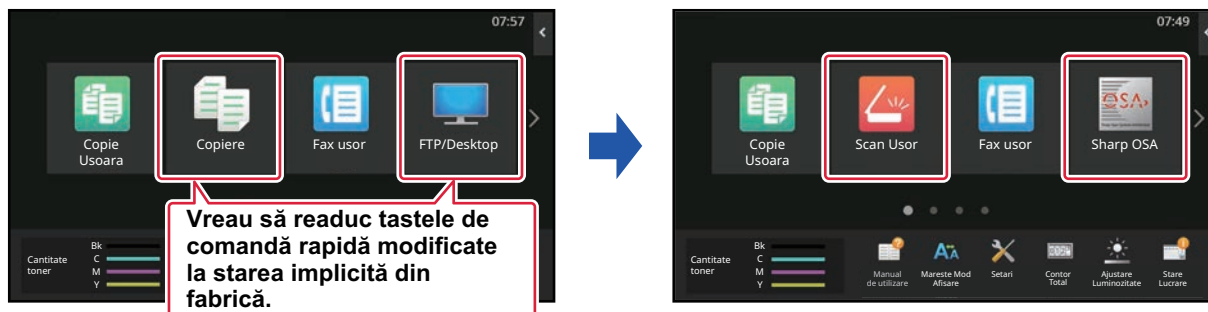 07:57
Copie
Usoara
Copiere
Fax usor
FTP/Desktop
Vreau să readuc tastele de
comandă rapidă modificate
la starea implicită din
fabrică.
Cantitate
toner
Bk
C
M
Y
07:49
Copie
Usoara
Scan Usor
Fax usor
OSA
Sharp OSA
Cantitate
toner
Bk
C
M
Y
Manual
de utilizare
Mareste Mod
Afisare
Setari
Contor
Total
Ajustare
Luminozitate
Stare
Lucrare